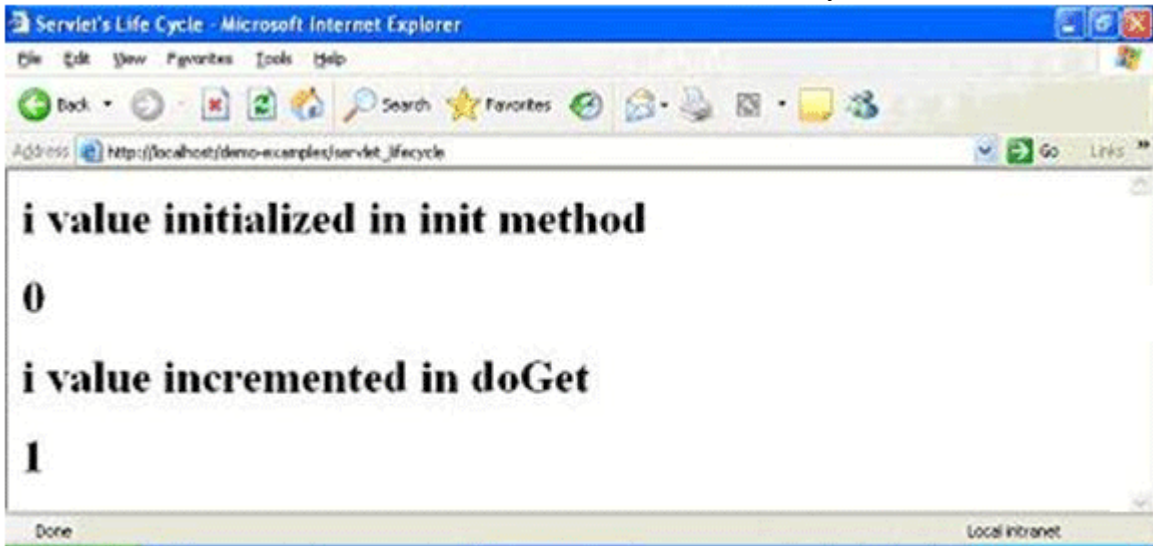 Servlet's Life Cycle - Microsoft Internet Explorer
File Edit View Favorites Tools Help
Back Search Favorites
Address http://localhost/demo-examples/servlet_lifecycle Go Links »
i value initialized in init method
0
i value incremented in doGet
1
Done Local intranet